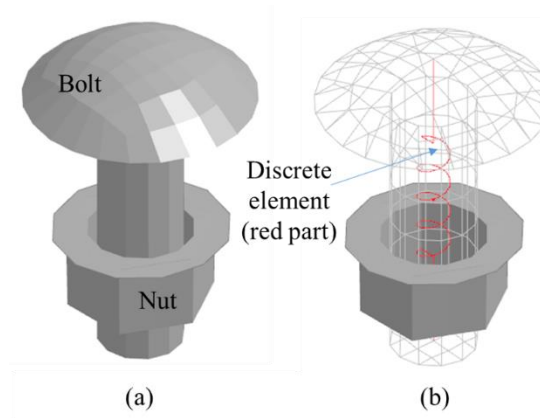 Bolt
Discrete
element
(red part)
Nut
(a)
(b)